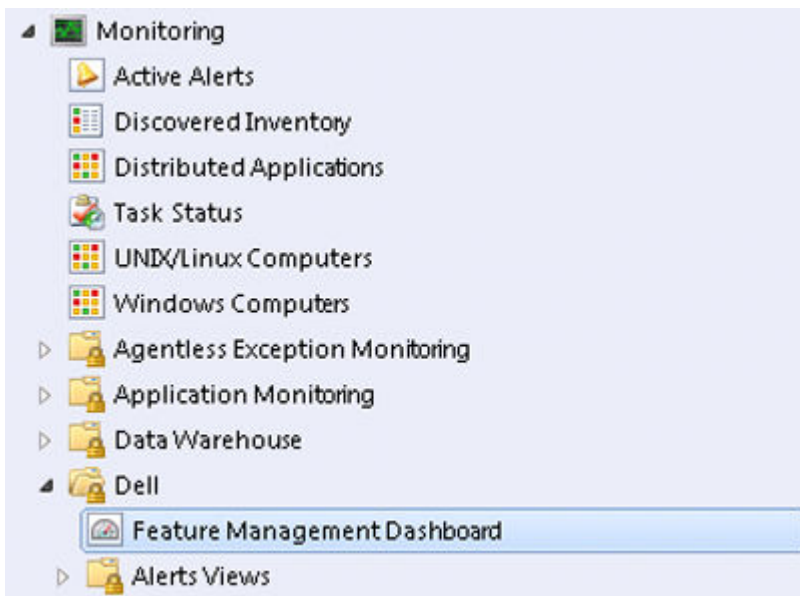 Monitoring
Active Alerts
Discovered Inventory
Distributed Applications
Task Status
UNIX/Linux Computers
Windows Computers
Agentless Exception Monitoring
Application Monitoring
Data Warehouse
Dell
Feature Management Dashboard
Alerts Views